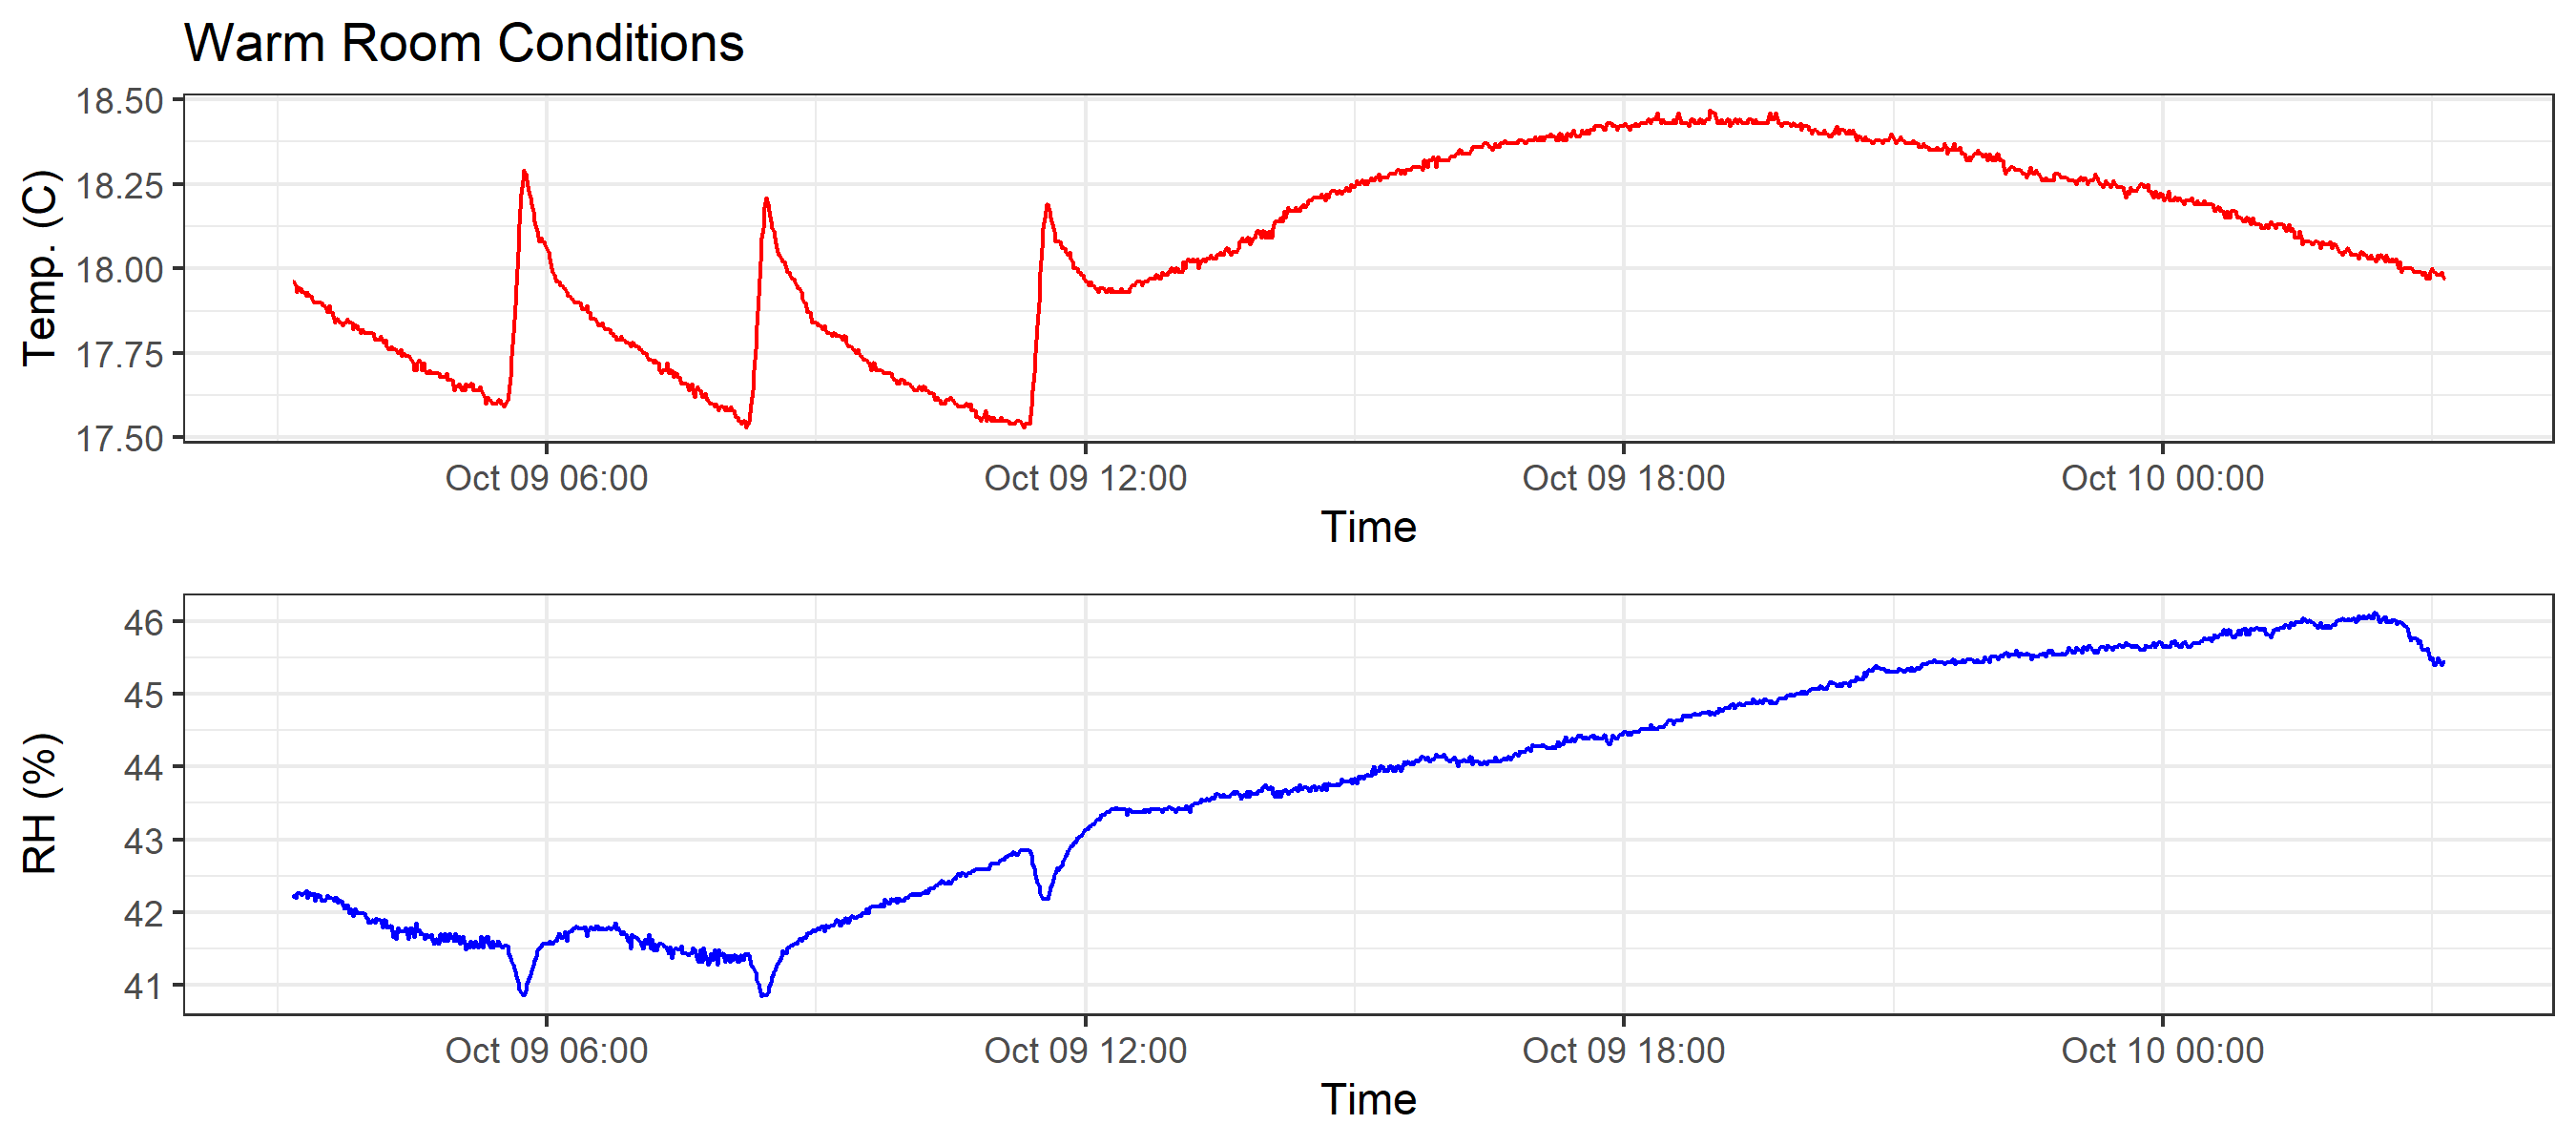 Warm Room Conditions
Temp. (C)
18.50
18.25
18.00
17.75
17.50
Oct 09 06:00 Oct 09 12:00 Oct 09 18:00 Oct 10 00:00
Time
RH (%)
46
45
44
43
42
41
Oct 09 06:00 Oct 09 12:00 Oct 09 18:00 Oct 10 00:00
Time